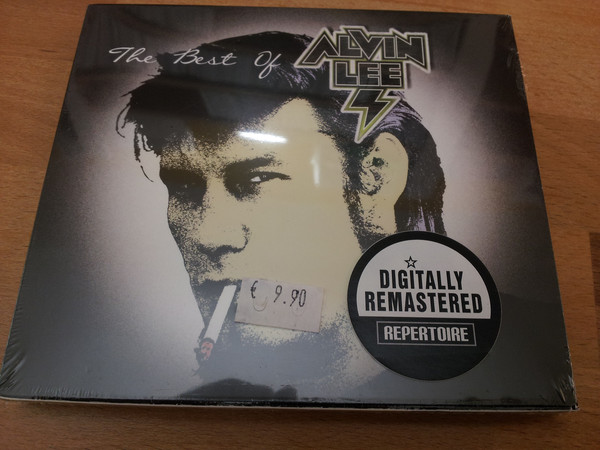 The Best Of ALVIN
LEE
€ 9.90
DIGITALLY
REMASTERED
REPERTOIRE